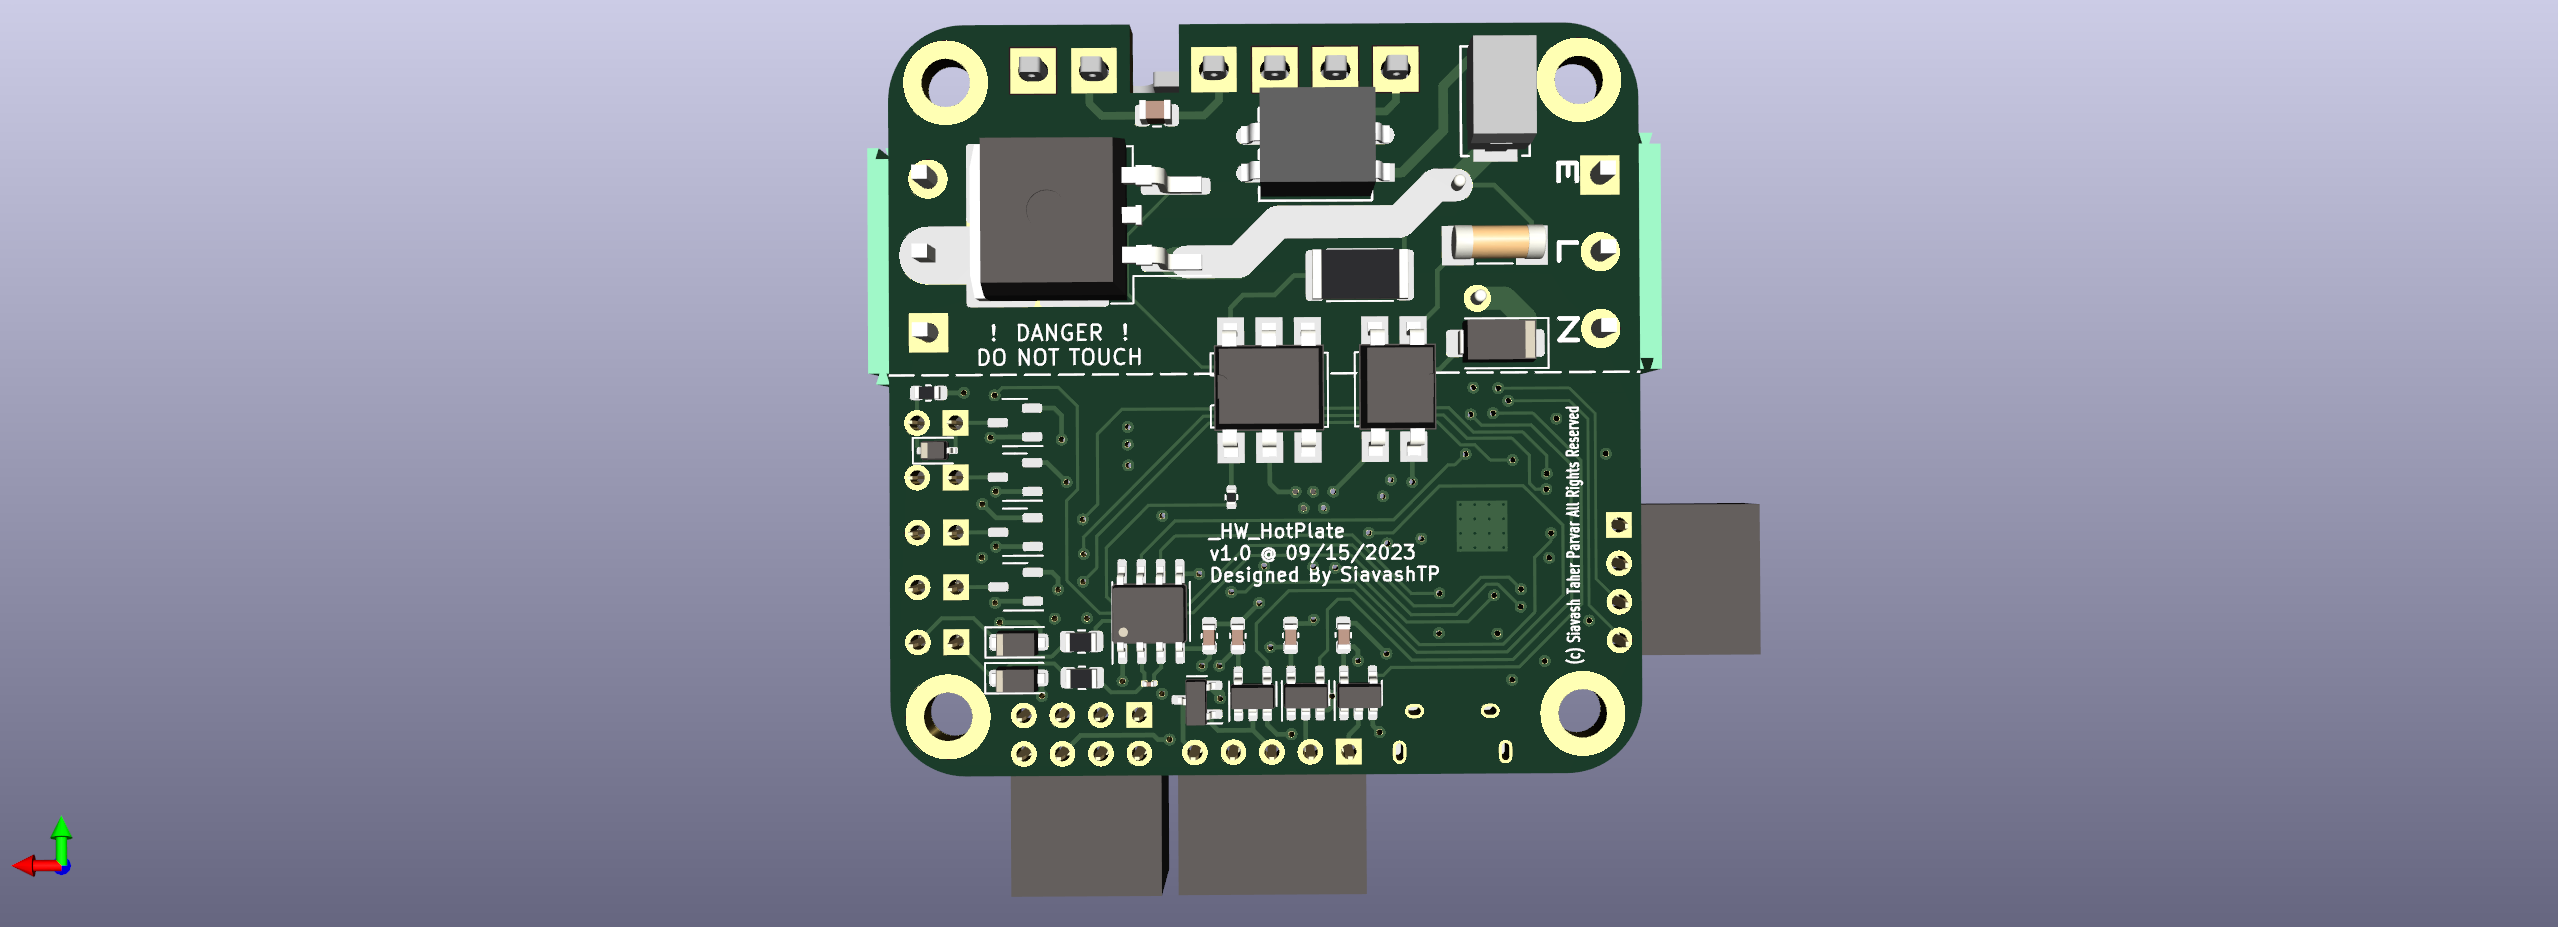 E
L
N
! DANGER !
DO NOT TOUCH
_HW_HotPlate
v1.0 @ 09/15/2023
Designed By SiavashTP
(c) Siavash Taher Parvar All Rights Reserved